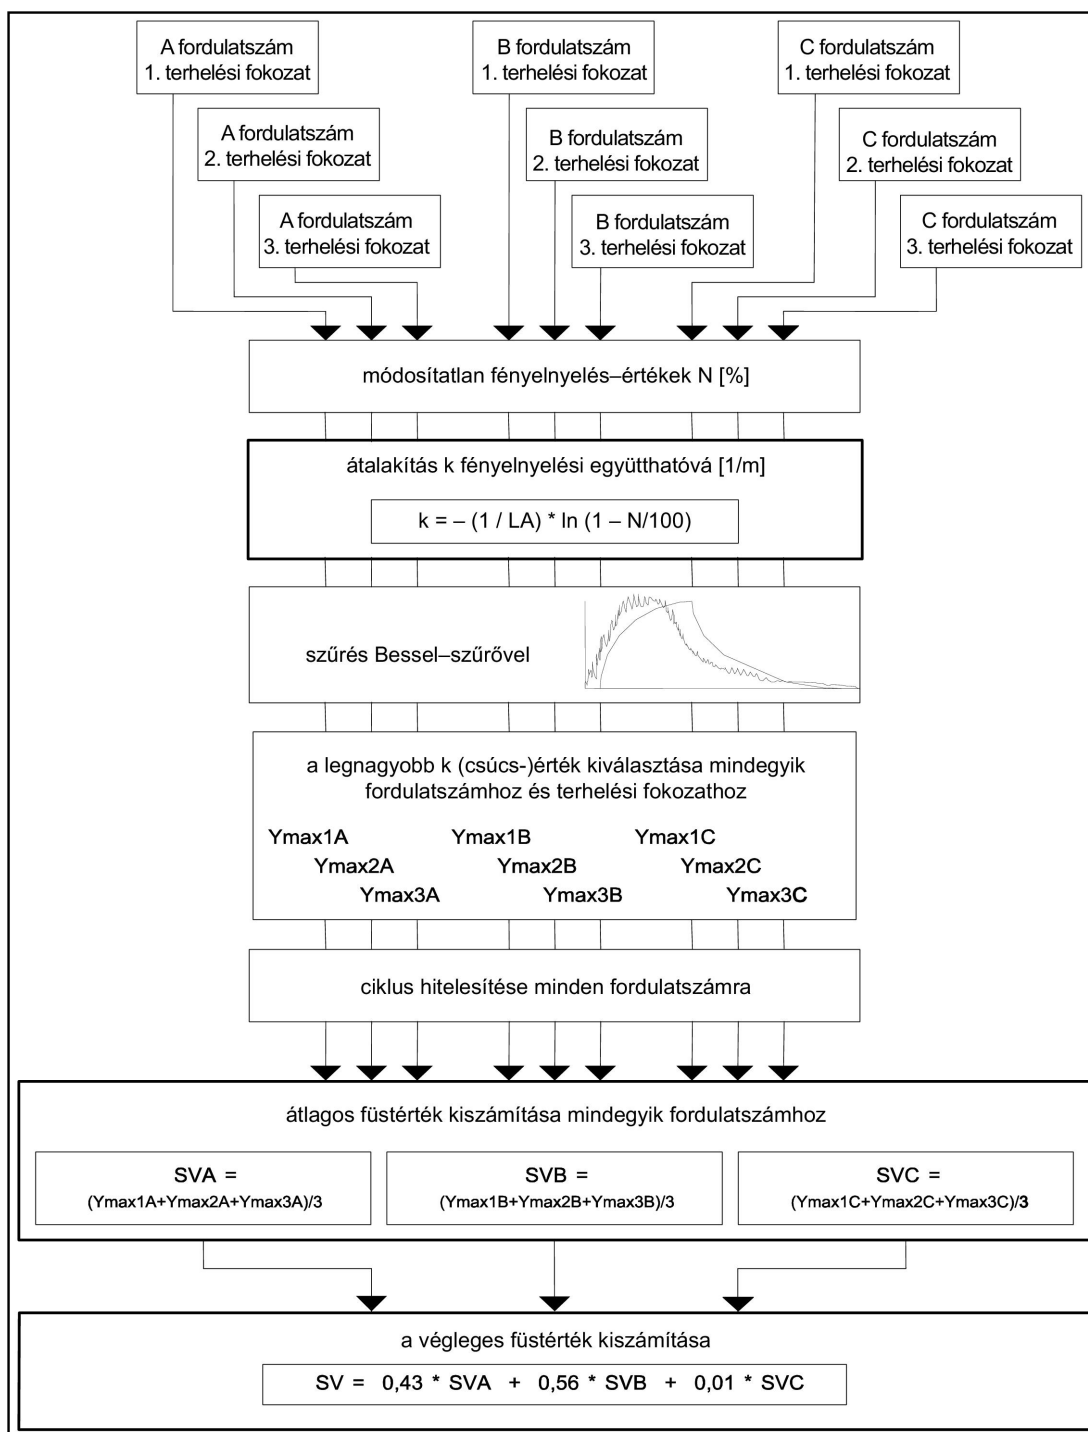 A fordulatszám
1. terhelési fokozat
B fordulatszám
1. terhelési fokozat
C fordulatszám
1. terhelési fokozat
A fordulatszám
2. terhelési fokozat
B fordulatszám
2. terhelési fokozat
C fordulatszám
2. terhelési fokozat
A fordulatszám
3. terhelési fokozat
B fordulatszám
3. terhelési fokozat
C fordulatszám
3. terhelési fokozat
módosítatlan fényelnyelés–értékek N [%]
átalakítás k fényelnyelési együtthatóvá [1/m]
k = – (1 / LA) * ln (1 – N/100)
szűrés Bessel–szűrővel
a legnagyobb k (csúcs-)érték kiválasztása mindegyik
fordulatszámhoz és terhelési fokozathoz
Ymax1A Ymax1B Ymax1C
Ymax2A Ymax2B Ymax2C
Ymax3A Ymax3B Ymax3C
ciklus hitelesítése minden fordulatszámra
átlagos füstérték kiszámítása mindegyik fordulatszámhoz
SVA =
(Ymax1A+Ymax2A+Ymax3A)/3
SVB =
(Ymax1B+Ymax2B+Ymax3B)/3
SVC =
(Ymax1C+Ymax2C+Ymax3C)/3
a végleges füstérték kiszámítása
SV = 0,43 * SVA + 0,56 * SVB + 0,01 * SVC